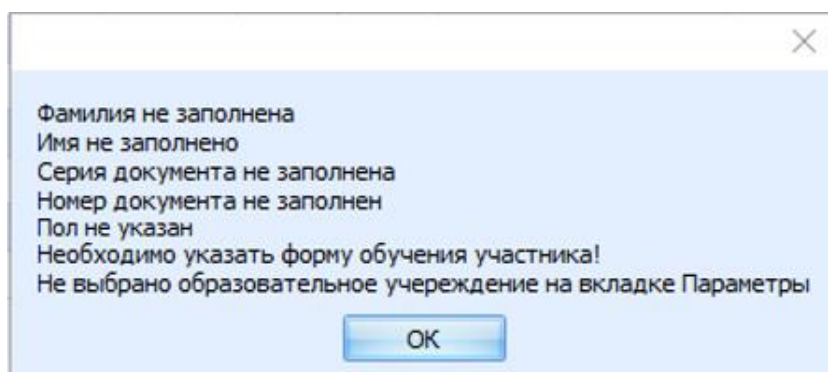 Фамилия не заполнена
Имя не заполнено
Серия документа не заполнена
Номер документа не заполнен
Пол не указан
Необходимо указать форму обучения участника!
Не выбрано образовательное учереждение на вкладке Параметры
ОК